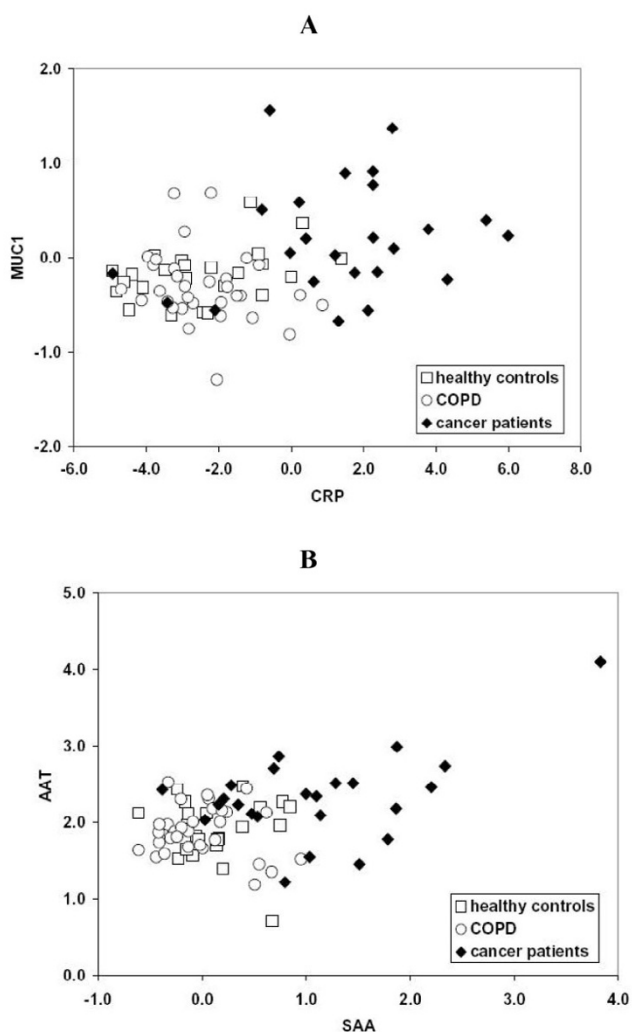 A
2.0
1.0
0.0
-1.0
-2.0
MUC1
-6.0 -4.0 -2.0 0.0 2.0 4.0 6.0 8.0
CRP
healthy controls
COPD
cancer patients
B
5.0
4.0
3.0
2.0
1.0
0.0
AAT
-1.0 0.0 1.0 2.0 3.0 4.0
SAA
healthy controls
COPD
cancer patients